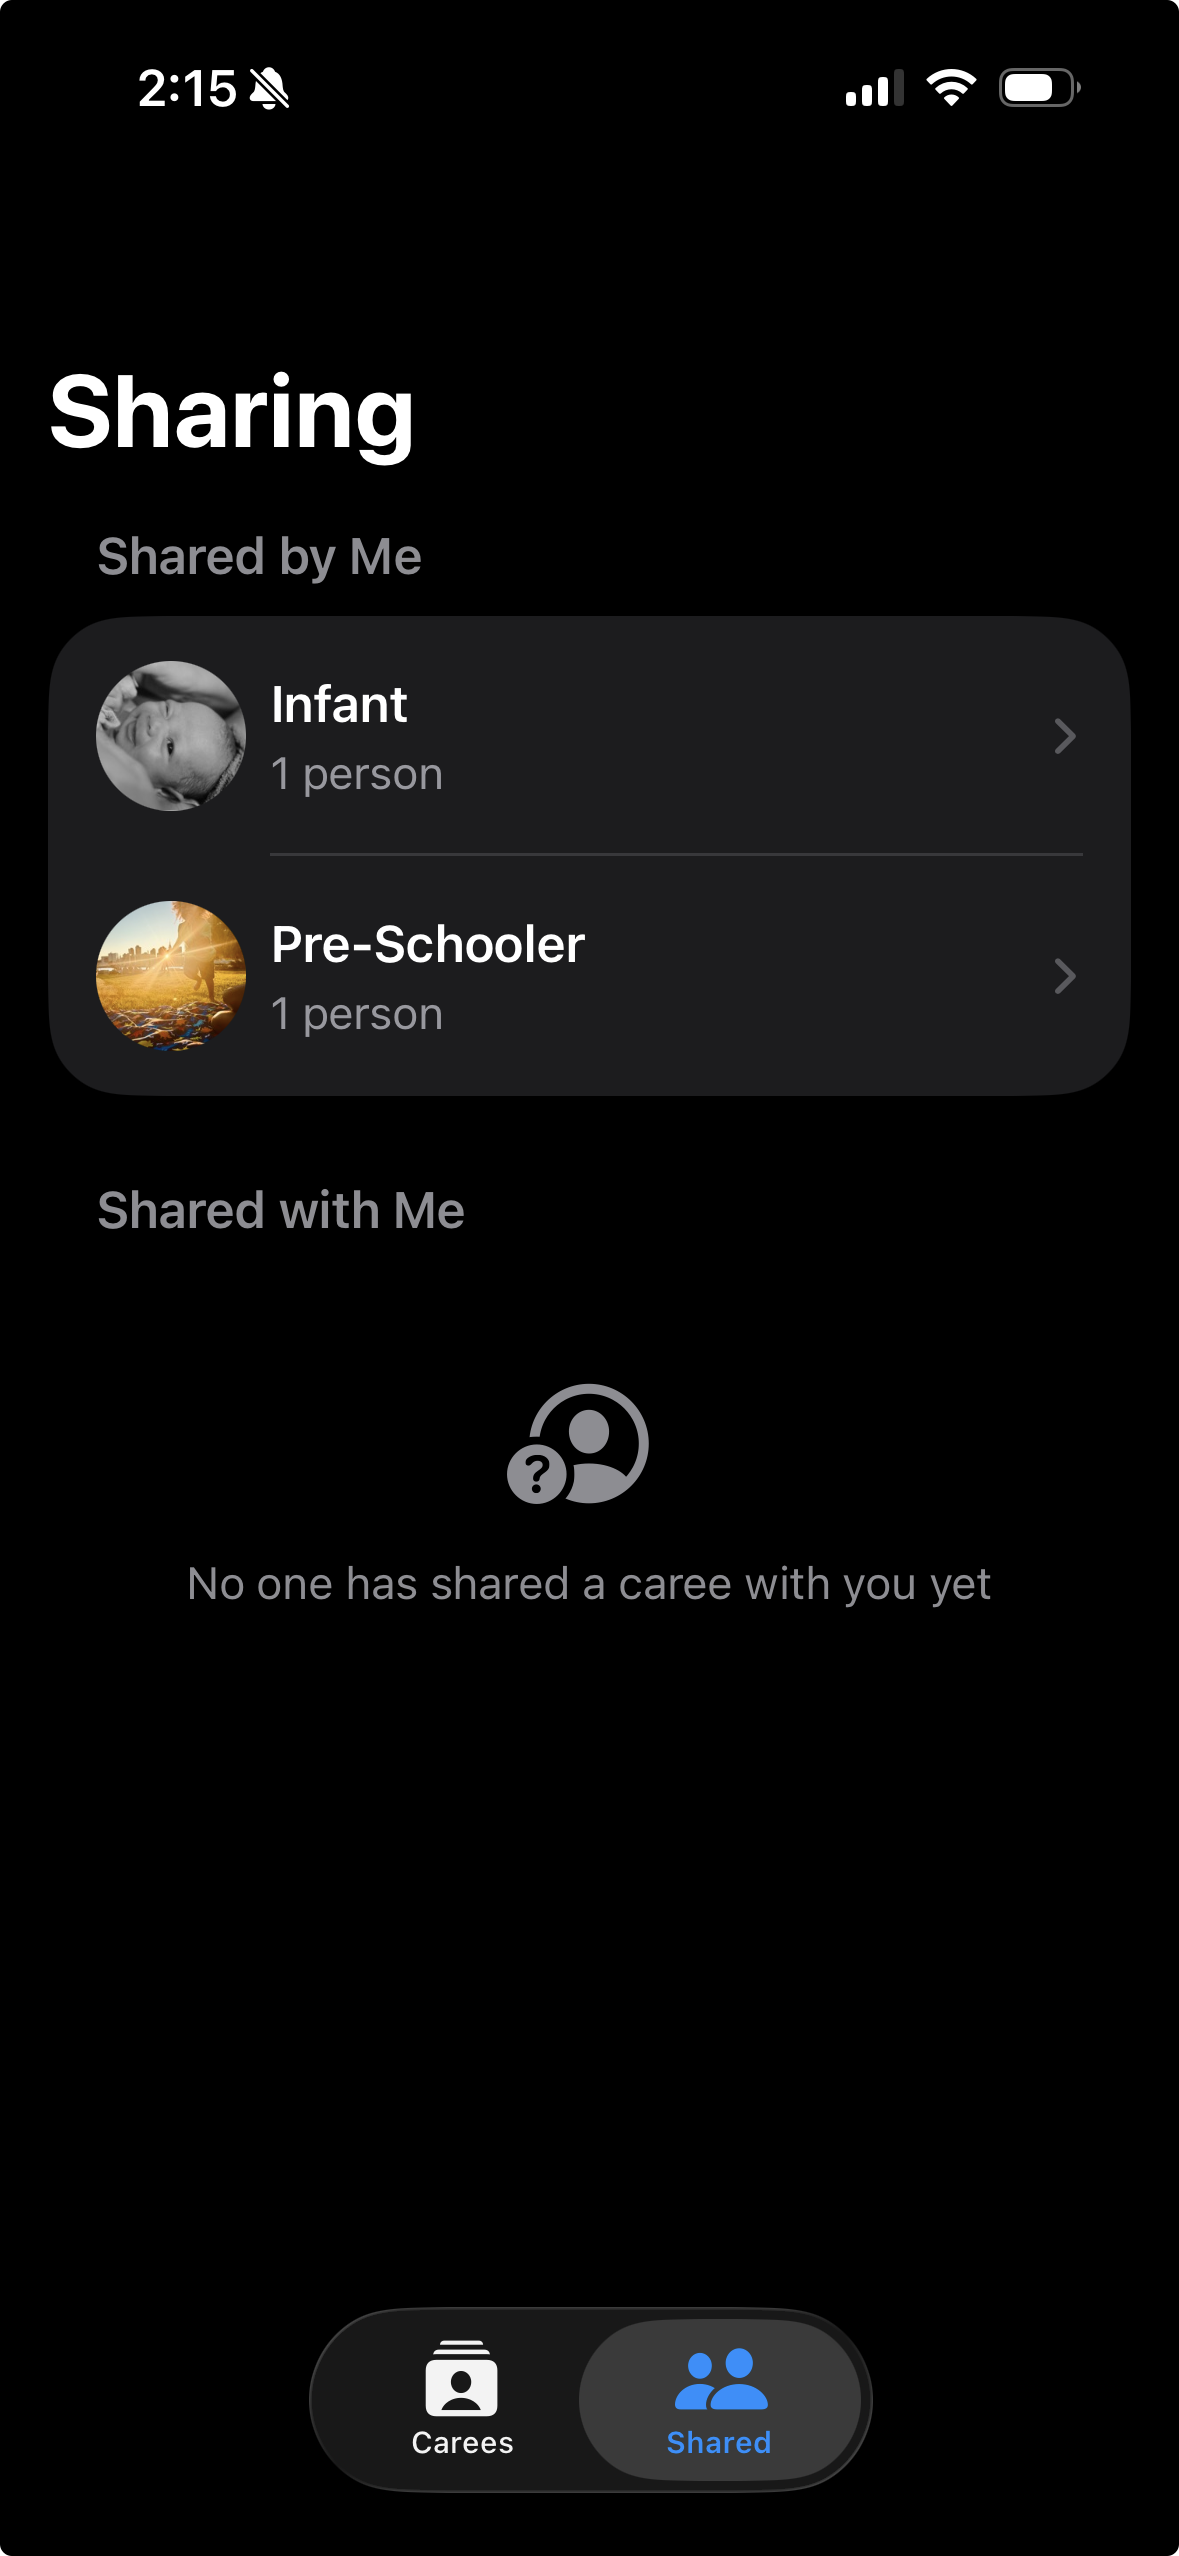 2:15
Sharing
Shared by Me
Infant
1 person
Pre-Schooler
1 person
Shared with Me
?
No one has shared a caree with you yet
Carees
Shared